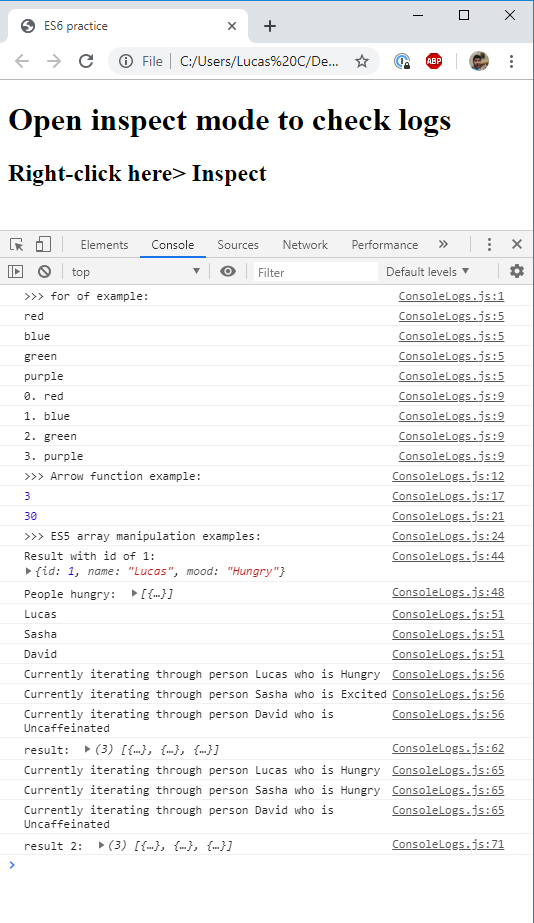 ES6 practice
File | C:/Users/Lucas%20C/De...
ABP
Open inspect mode to check logs
Right-click here> Inspect
Elements Console Sources Network Performance »
top Filter Default levels
>>> for of example: ConsoleLogs.js:1
red ConsoleLogs.js:5
blue ConsoleLogs.js:5
green ConsoleLogs.js:5
purple ConsoleLogs.js:5
0. red ConsoleLogs.js:9
1. blue ConsoleLogs.js:9
2. green ConsoleLogs.js:9
3. purple ConsoleLogs.js:9
>>> Arrow function example: ConsoleLogs.js:12
3 ConsoleLogs.js:17
30 ConsoleLogs.js:21
>>> ES5 array manipulation examples: ConsoleLogs.js:24
Result with id of 1: ConsoleLogs.js:44
{id: 1, name: "Lucas", mood: "Hungry"}
People hungry: [{…}] ConsoleLogs.js:48
Lucas ConsoleLogs.js:51
Sasha ConsoleLogs.js:51
David ConsoleLogs.js:51
Currently iterating through person Lucas who is Hungry ConsoleLogs.js:56
Currently iterating through person Sasha who is Excited ConsoleLogs.js:56
Currently iterating through person David who is ConsoleLogs.js:56
Uncaffeinated
result: (3) [{…}, {…}, {…}] ConsoleLogs.js:62
Currently iterating through person Lucas who is Hungry ConsoleLogs.js:65
Currently iterating through person Sasha who is Hungry ConsoleLogs.js:65
Currently iterating through person David who is ConsoleLogs.js:65
Uncaffeinated
result 2: (3) [{…}, {…}, {…}] ConsoleLogs.js:71